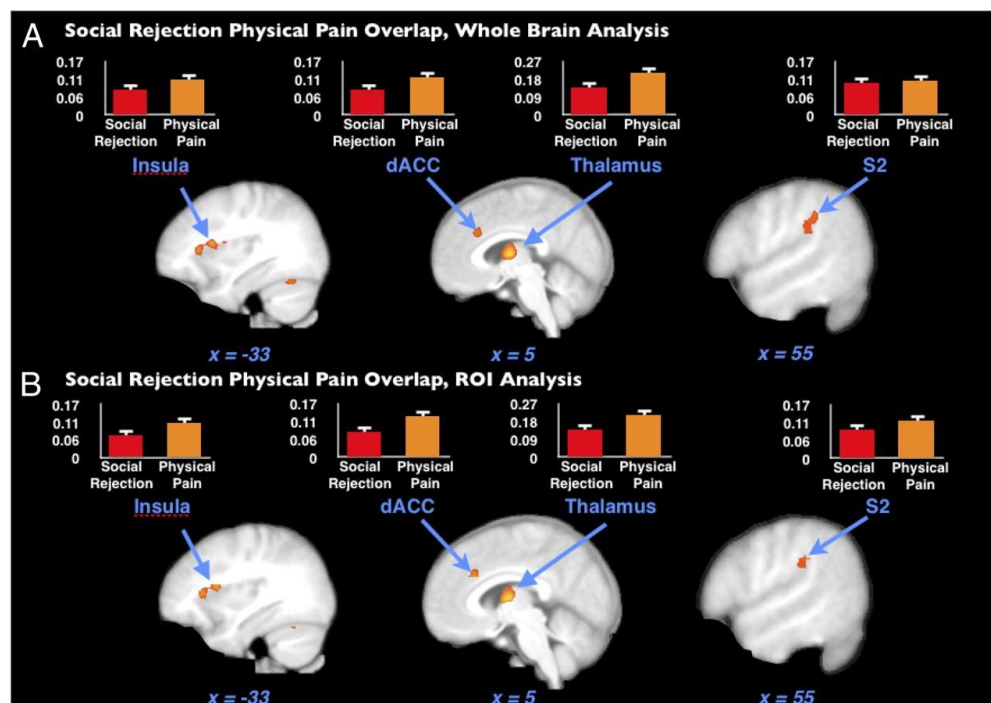 A Social Rejection Physical Pain Overlap, Whole Brain Analysis
0.17 0.17 0.27 0.17
0.11 0.11 0.18 0.11
0.06 0.06 0.09 0.06
0 0 0 0
Social Physical Social Physical Social Physical Social Physical
Rejection Pain Rejection Pain Rejection Pain Rejection Pain
Insula dACC Thalamus S2
x = -33 x = 5 x = 55
B Social Rejection Physical Pain Overlap, ROI Analysis
0.17 0.17 0.27 0.17
0.11 0.11 0.18 0.11
0.06 0.06 0.09 0.06
0 0 0 0
Social Physical Social Physical Social Physical Social Physical
Rejection Pain Rejection Pain Rejection Pain Rejection Pain
Insula dACC Thalamus S2
x = -33 x = 5 x = 55